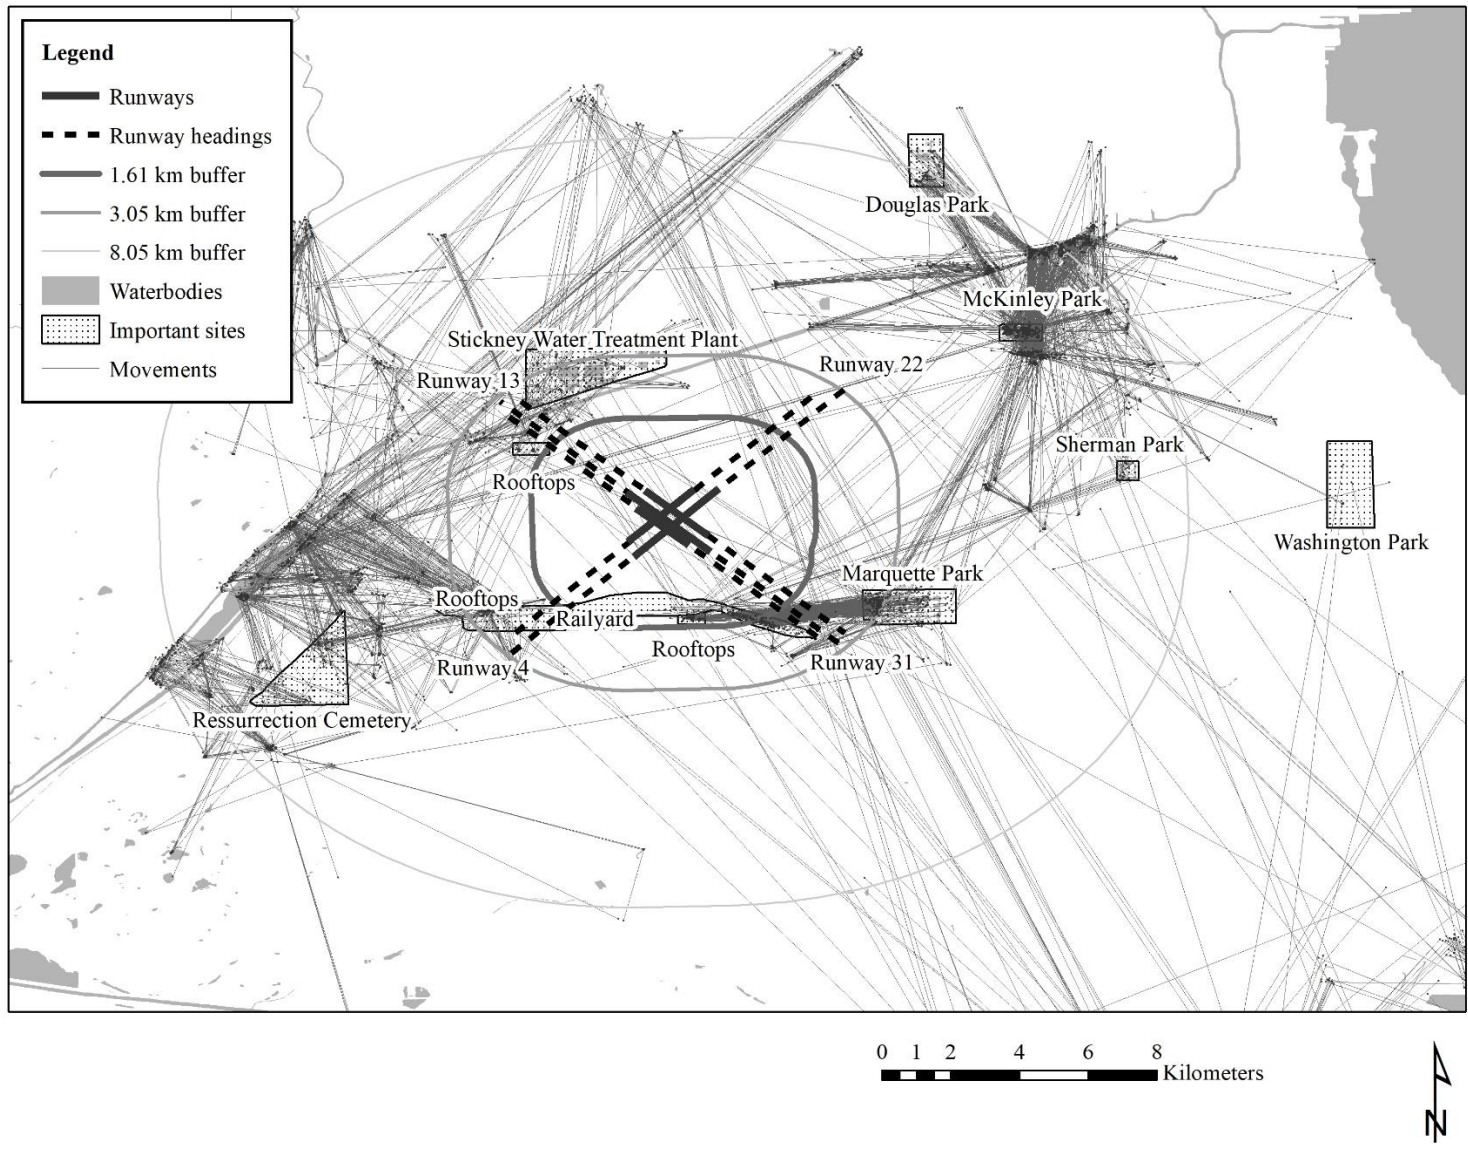 Legend
Runways
Runway headings
1.61 km buffer
3.05 km buffer
8.05 km buffer
Waterbodies
Important sites
Movements
Douglas Park
McKinley Park
Stickney Water Treatment Plant
Runway 22
Runway 13
Sherman Park
Rooftops
Washington Park
Marquette Park
Rooftops
Railyard
Rooftops
Runway 31
Runway 4
Ressurrection Cemetery
0 1 2 4 6 8
Kilometers
N